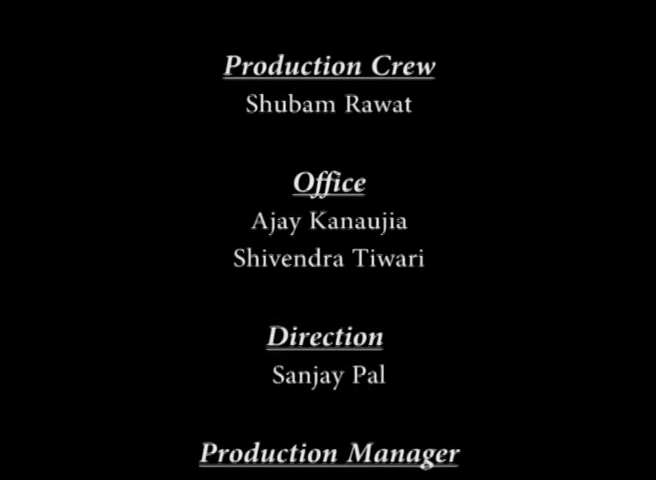 Production Crew
Shubam Rawat
Office
Ajay Kanaujia
Shivendra Tiwari
Direction
Sanjay Pal
Production Manager